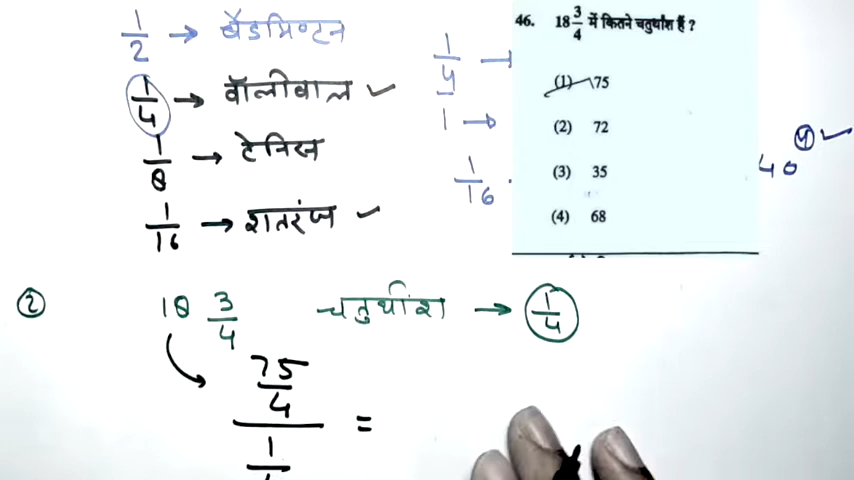 1/2 → बैडमिण्टन
1/4 → वॉलीवाल ✓
1/8 → टेनिस
1/16 → शतरंज ✓
1/4 →
1 →
1/16
46. 18 3/4 में कितने चतुर्थांश हैं ?
(1) 75
(2) 72
(3) 35
(4) 68
4 ✓
40
2 18 3/4 चतुर्थांश → 1/4
75/4
1
=